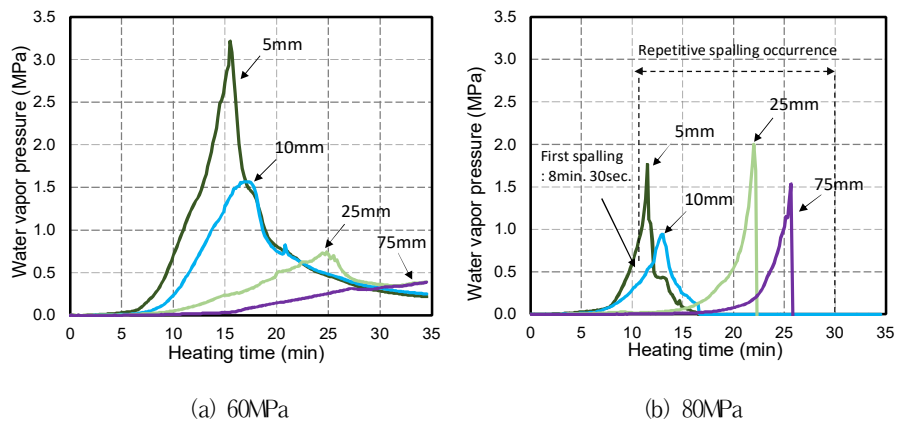 Water vapor pressure (MPa)
3.5
3.0
2.5
2.0
1.5
1.0
0.5
0.0
5mm
10mm
25mm
75mm
0 5 10 15 20 25 30 35
Heating time (min)
(a) 60MPa
Water vapor pressure (MPa)
3.5
3.0
2.5
2.0
1.5
1.0
0.5
0.0
Repetitive spalling occurrence
First spalling
: 8min. 30sec.
5mm
10mm
25mm
75mm
0 5 10 15 20 25 30 35
Heating time (min)
(b) 80MPa